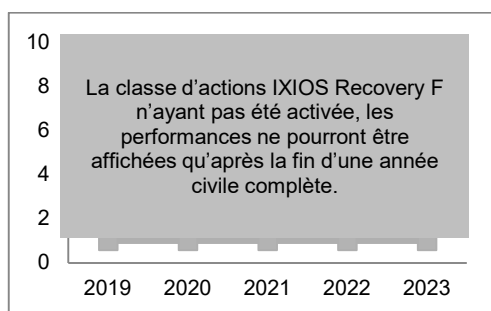 10
8
6
4
2
0
La classe d'actions IXIOS Recovery F
n'ayant pas été activée, les
performances ne pourront être
affichées qu'après la fin d'une année
civile complète.
2019 2020 2021 2022 2023